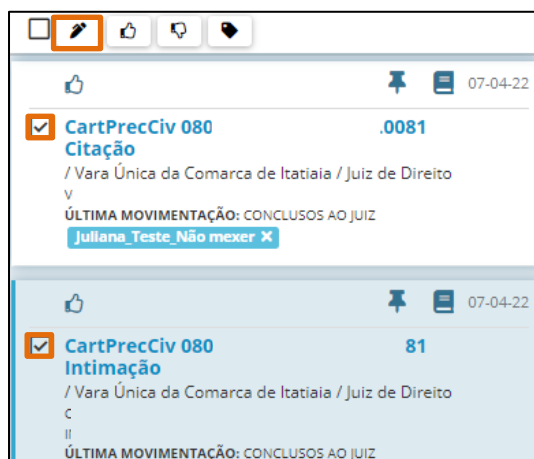 07-04-22
CartPrecCiv 080 .0081
Citação
/ Vara Única da Comarca de Itatiaia / Juiz de Direito
V
ÚLTIMA MOVIMENTAÇÃO: CONCLUSOS AO JUIZ
Juliana_Teste_Não mexer ×
07-04-22
CartPrecCiv 080 81
Intimação
/ Vara Única da Comarca de Itatiaia / Juiz de Direito
ÚLTIMA MOVIMENTAÇÃO: CONCLUSOS AO JUIZ